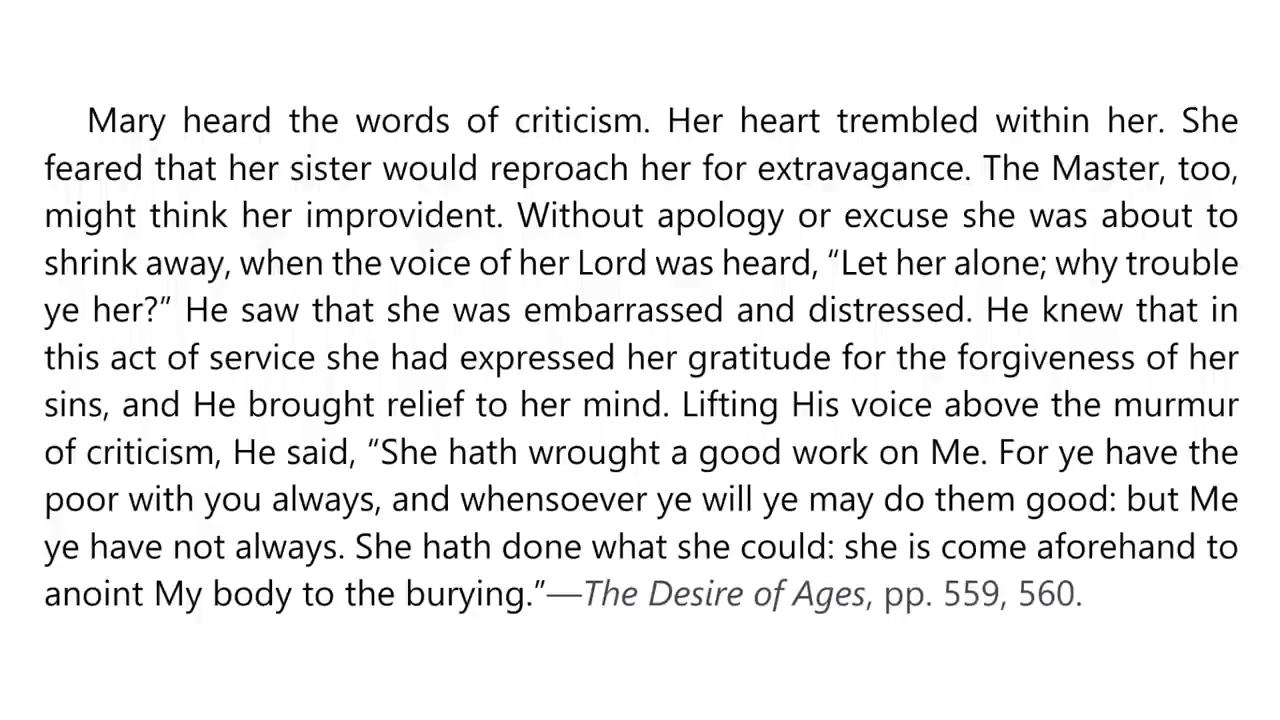 Mary heard the words of criticism. Her heart trembled within her. She
feared that her sister would reproach her for extravagance. The Master, too,
might think her improvident. Without apology or excuse she was about to
shrink away, when the voice of her Lord was heard, “Let her alone; why trouble
ye her?” He saw that she was embarrassed and distressed. He knew that in
this act of service she had expressed her gratitude for the forgiveness of her
sins, and He brought relief to her mind. Lifting His voice above the murmur
of criticism, He said, “She hath wrought a good work on Me. For ye have the
poor with you always, and whensoever ye will ye may do them good: but Me
ye have not always. She hath done what she could: she is come aforehand to
anoint My body to the burying.”—The Desire of Ages, pp. 559, 560.